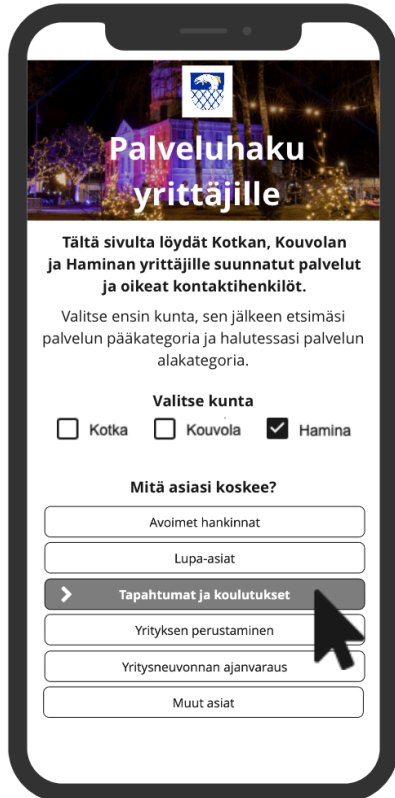 Palveluhaku
yrittäjille
Tältä sivulta löydät Kotkan, Kouvolan
ja Haminan yrittäjille suunnatut palvelut
ja oikeat kontaktihenkilöt.
Valitse ensin kunta, sen jälkeen etsimäsi
palvelun pääkategoria ja halutessasi palvelun
alakategoria.
Valitse kunta
Kotka Kouvola Hamina
Mitä asiasi koskee?
Avoimet hankinnat
Lupa-asiat
Tapahtumat ja koulutukset
Yrityksen perustaminen
Yritysneuvonnan ajanvaraus
Muut asiat